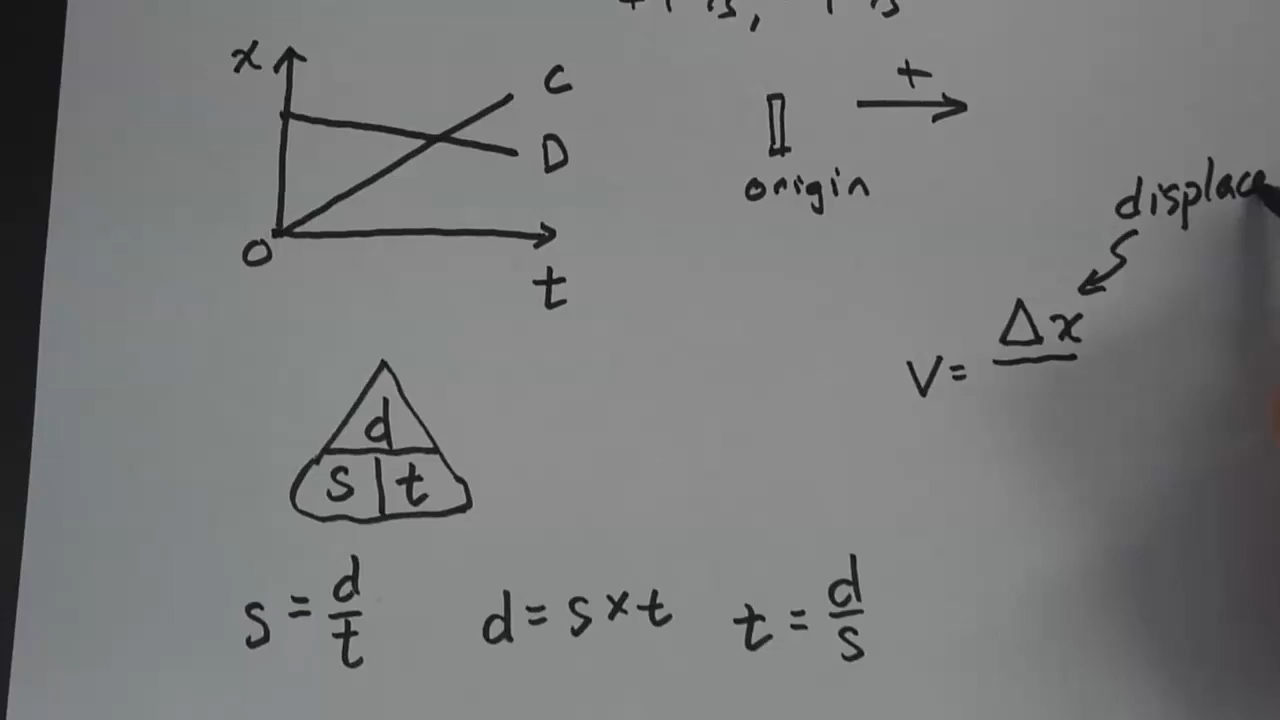 x
C
D
O
t
+
origin
displace
V = Δx
d
s | t
s = d/t
d = s × t
t = d/s